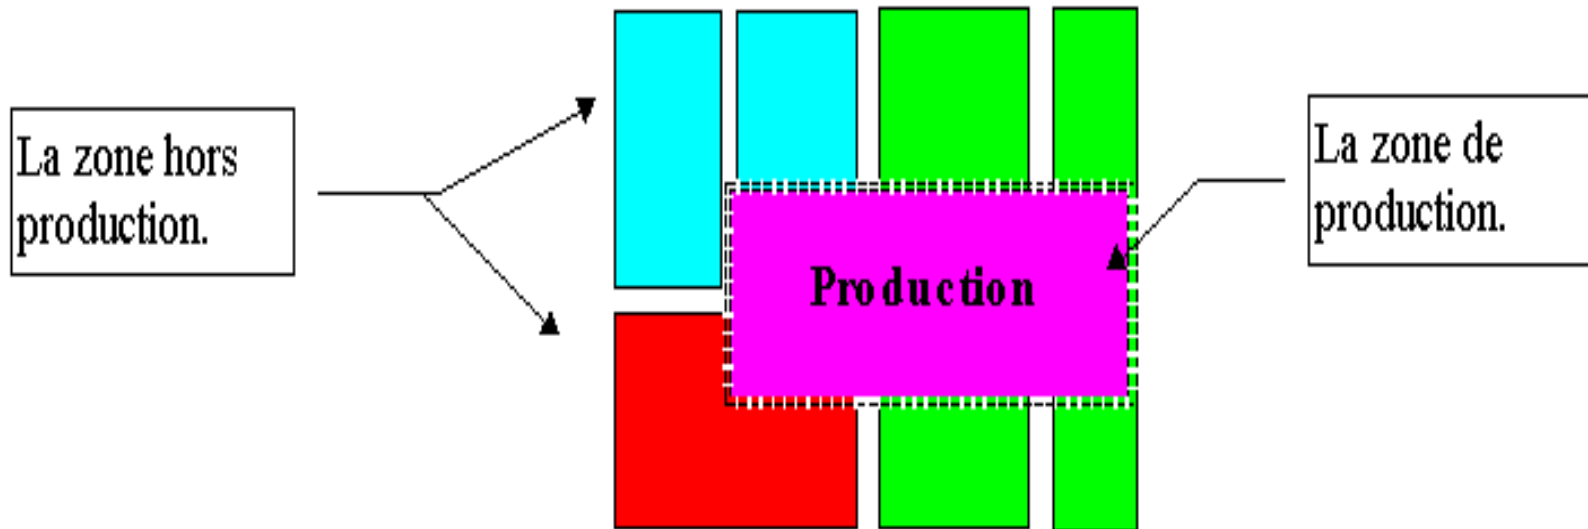 La zone hors
production.
Production
La zone de
production.